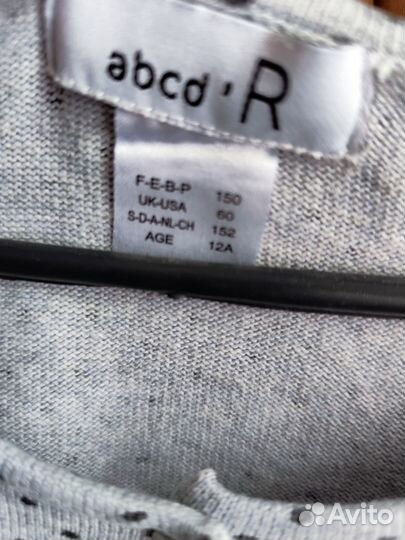 abcd'R
F-E-B-P 150
UK-USA 60
S-D-A-NL-CH 152
AGE 12A
Avito